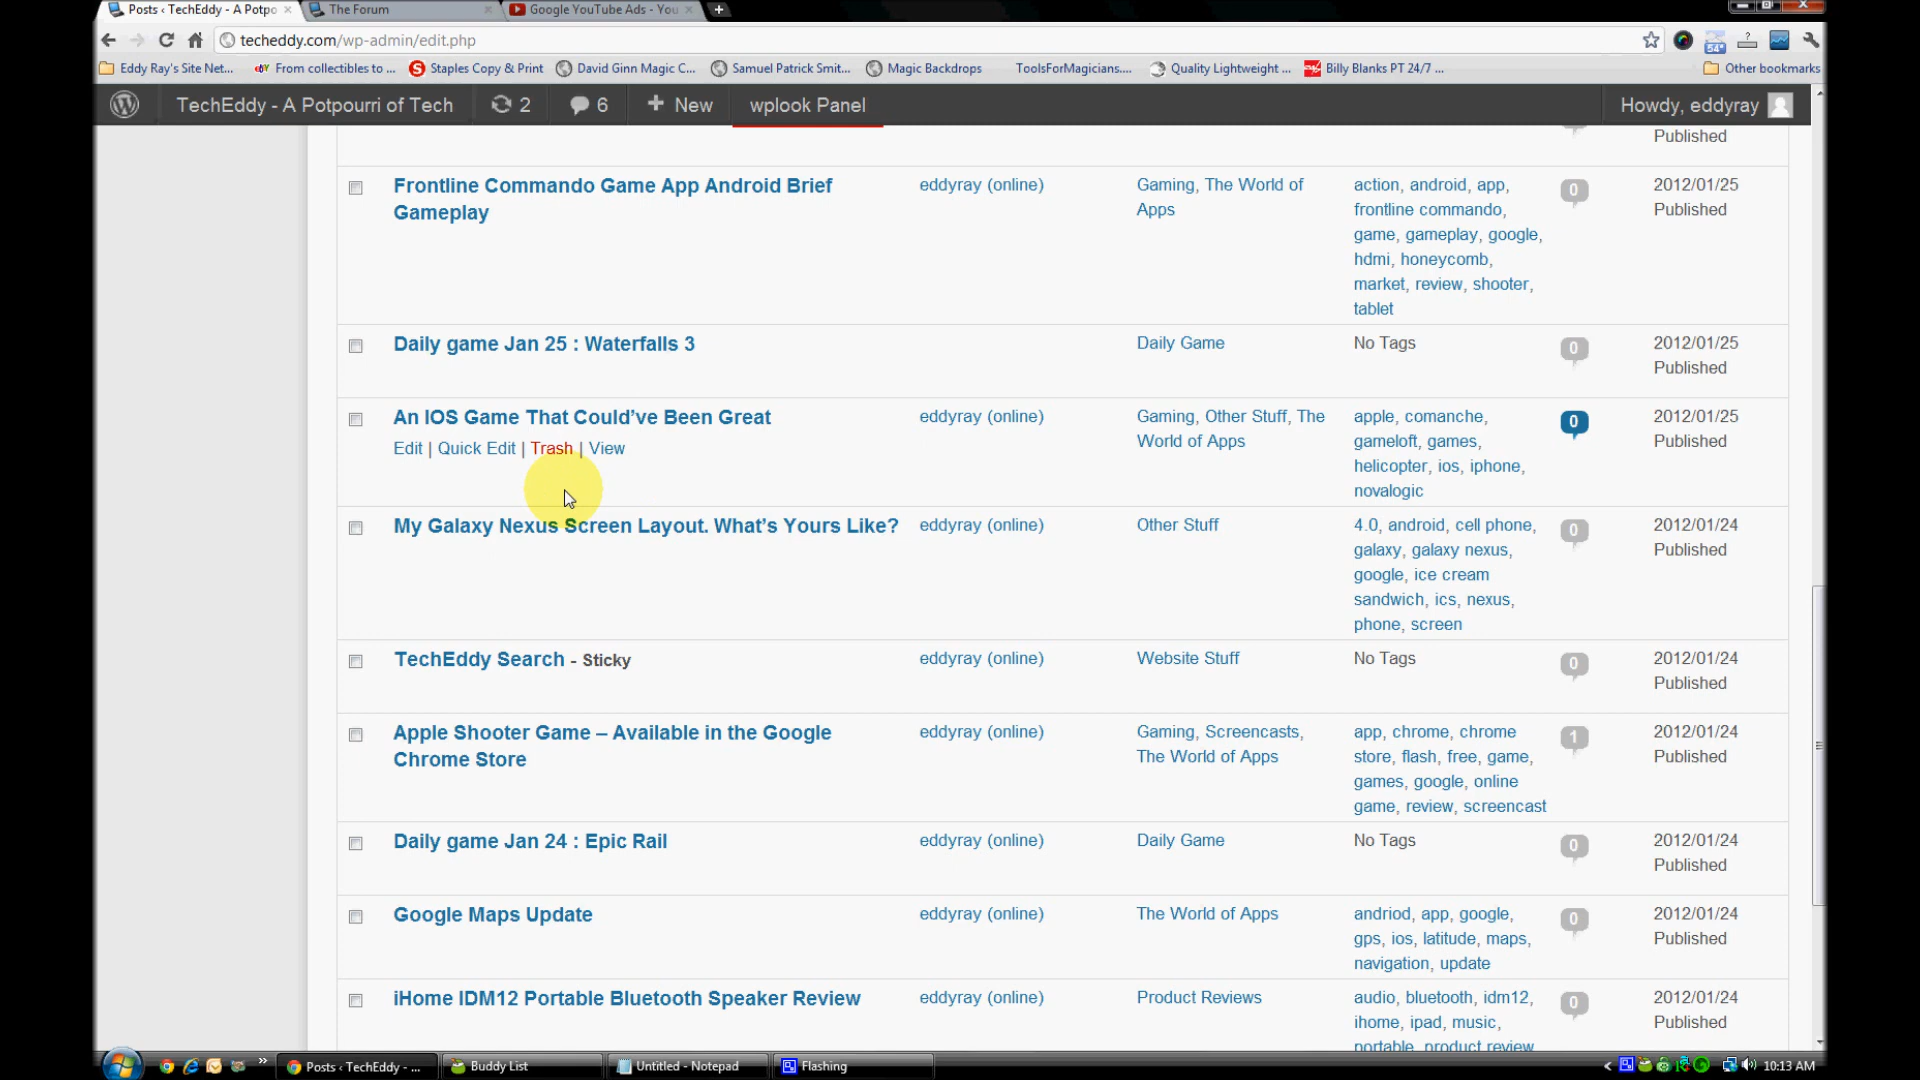 Posts ‹ TechEddy - A Potpo
The Forum
Google YouTube Ads - You
techeddy.com/wp-admin/edit.php
54°
Eddy Ray's Site Net...
From collectibles to ...
Staples Copy & Print
David Ginn Magic C...
Samuel Patrick Smit...
Magic Backdrops
ToolsForMagicians....
Quality Lightweight ...
Billy Blanks PT 24/7 ...
Other bookmarks
TechEddy - A Potpourri of Tech
2
6
+ New
wplook Panel
Howdy, eddyray
Published
Frontline Commando Game App Android Brief
Gameplay
eddyray (online)
Gaming, The World of
Apps
action, android, app,
frontline commando,
game, gameplay, google,
hdmi, honeycomb,
market, review, shooter,
tablet
0
2012/01/25
Published
Daily game Jan 25 : Waterfalls 3
Daily Game
No Tags
0
2012/01/25
Published
An IOS Game That Could’ve Been Great
Edit | Quick Edit | Trash | View
eddyray (online)
Gaming, Other Stuff, The
World of Apps
apple, comanche,
gameloft, games,
helicopter, ios, iphone,
novalogic
0
2012/01/25
Published
My Galaxy Nexus Screen Layout. What’s Yours Like?
eddyray (online)
Other Stuff
4.0, android, cell phone,
galaxy, galaxy nexus,
google, ice cream
sandwich, ics, nexus,
phone, screen
0
2012/01/24
Published
TechEddy Search - Sticky
eddyray (online)
Website Stuff
No Tags
0
2012/01/24
Published
Apple Shooter Game – Available in the Google
Chrome Store
eddyray (online)
Gaming, Screencasts,
The World of Apps
app, chrome, chrome
store, flash, free, game,
games, google, online
game, review, screencast
1
2012/01/24
Published
Daily game Jan 24 : Epic Rail
eddyray (online)
Daily Game
No Tags
0
2012/01/24
Published
Google Maps Update
eddyray (online)
The World of Apps
andriod, app, google,
gps, ios, latitude, maps,
navigation, update
0
2012/01/24
Published
iHome IDM12 Portable Bluetooth Speaker Review
eddyray (online)
Product Reviews
audio, bluetooth, idm12,
ihome, ipad, music,
portable, product review
0
2012/01/24
Published
Posts ‹ TechEddy - ...
Buddy List
Untitled - Notepad
Flashing
10:13 AM